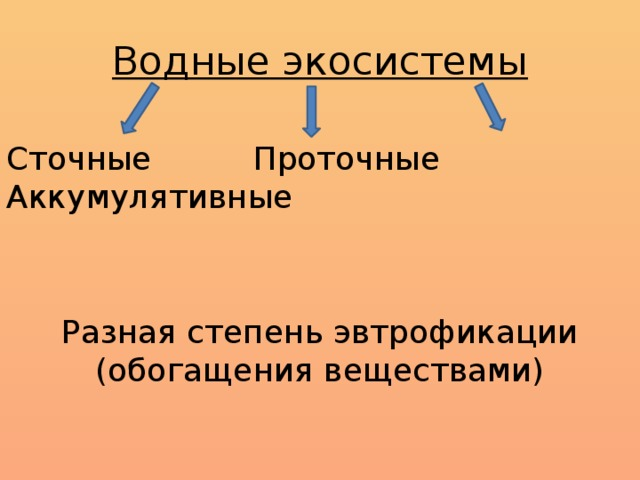 Водные экосистемы
Сточные Проточные
Аккумулятивные
Разная степень эвтрофикации
(обогащения веществами)